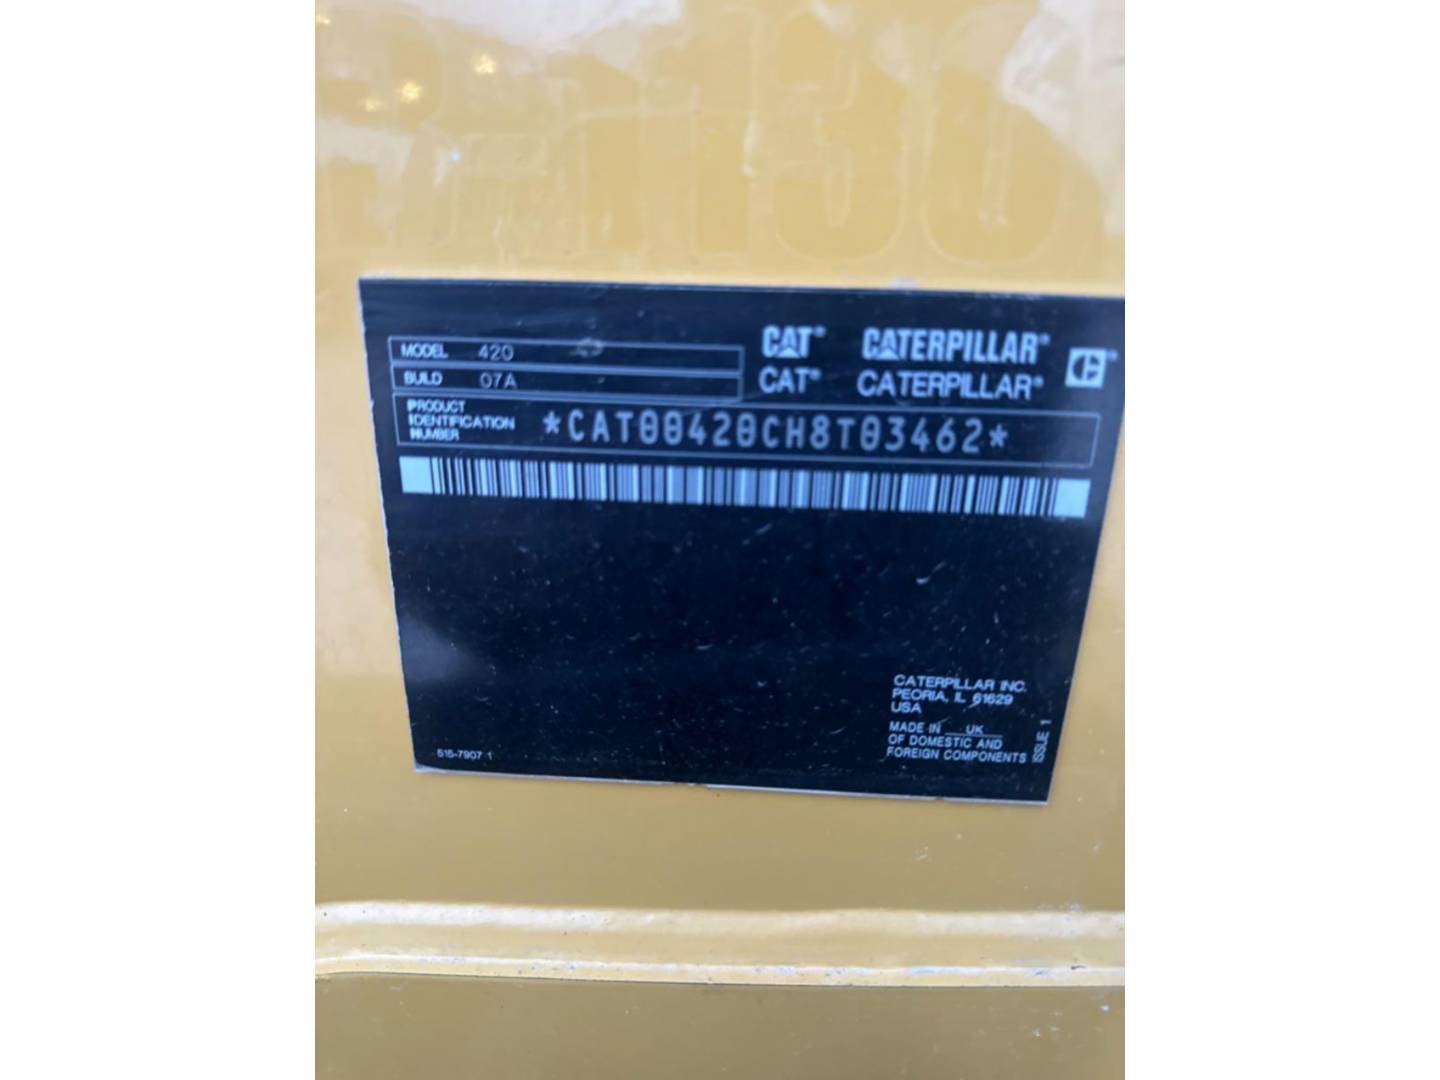 130
CAT® CATERPILLAR®
CAT® CATERPILLAR®
MODEL 420
BUILD 07A
PRODUCT
IDENTIFICATION
NUMBER
*CAT00420CH8T03462*
CATERPILLAR INC.
PEORIA, IL 61629
USA
MADE IN UK
OF DOMESTIC AND
FOREIGN COMPONENTS
ISSUE 1
515-7907 1